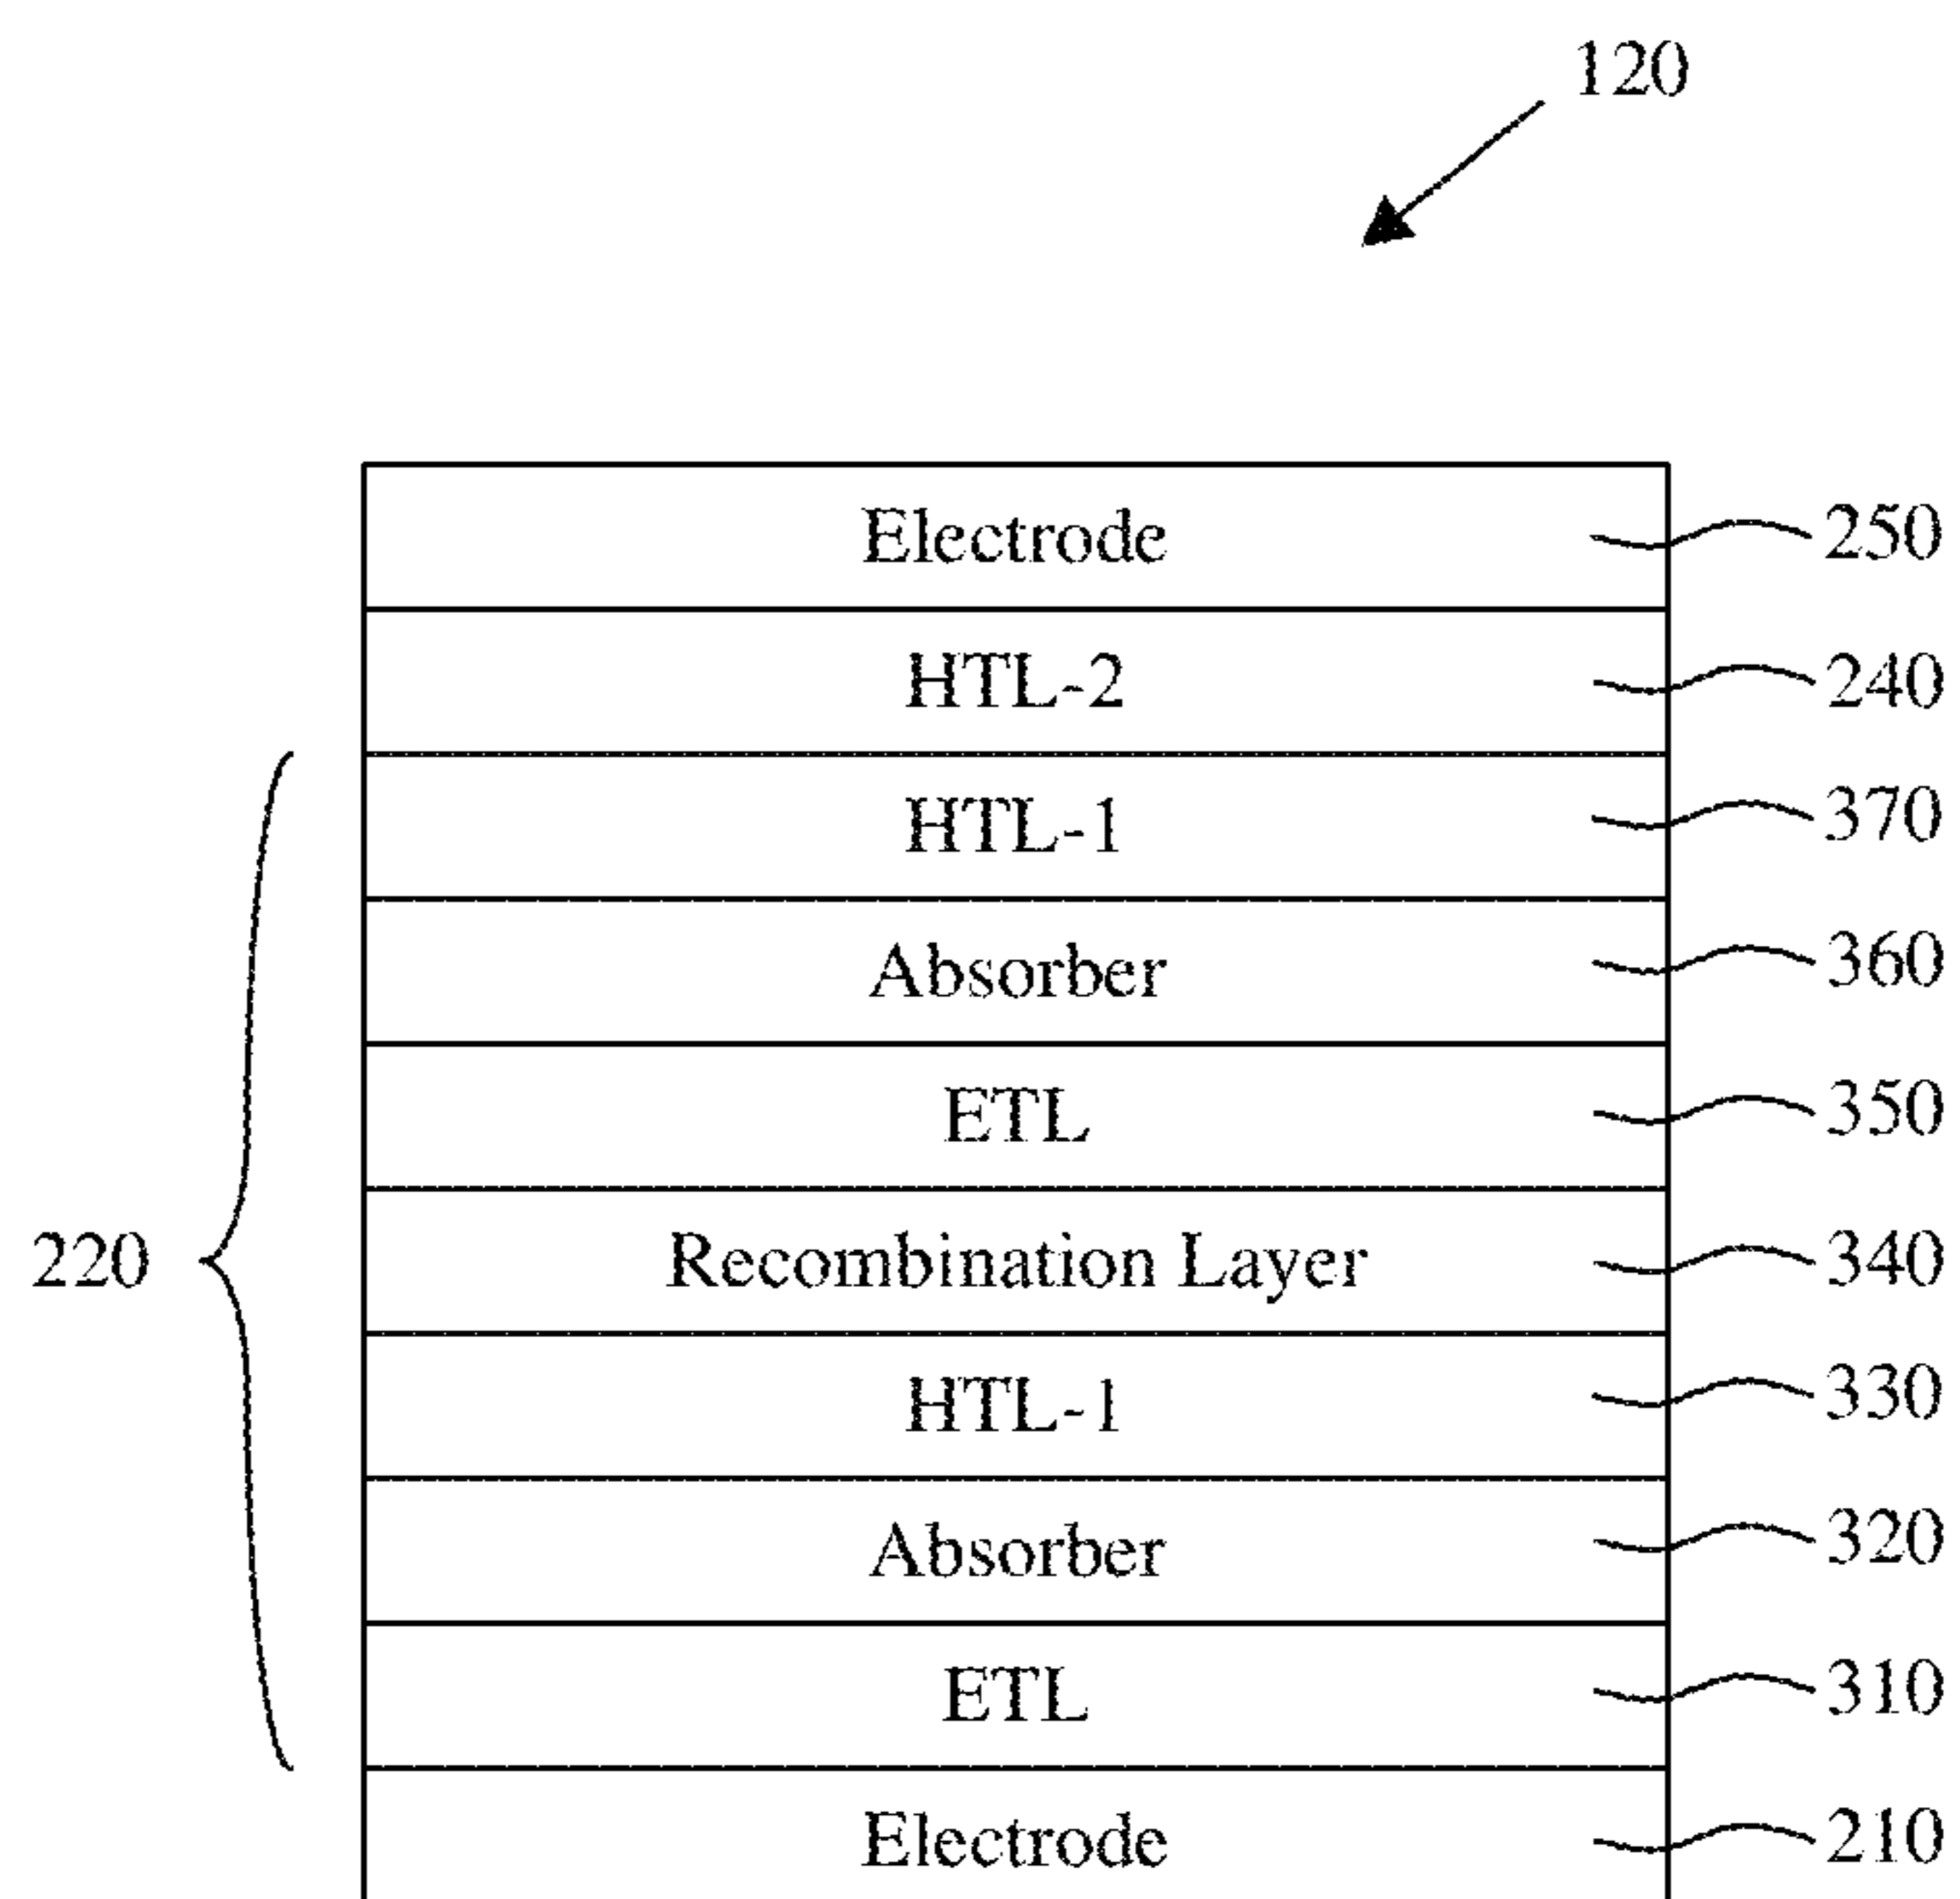 120
Electrode 250
HTL-2 240
HTL-1 370
Absorber 360
ETL 350
220 Recombination Layer 340
HTL-1 330
Absorber 320
ETL 310
Electrode 210